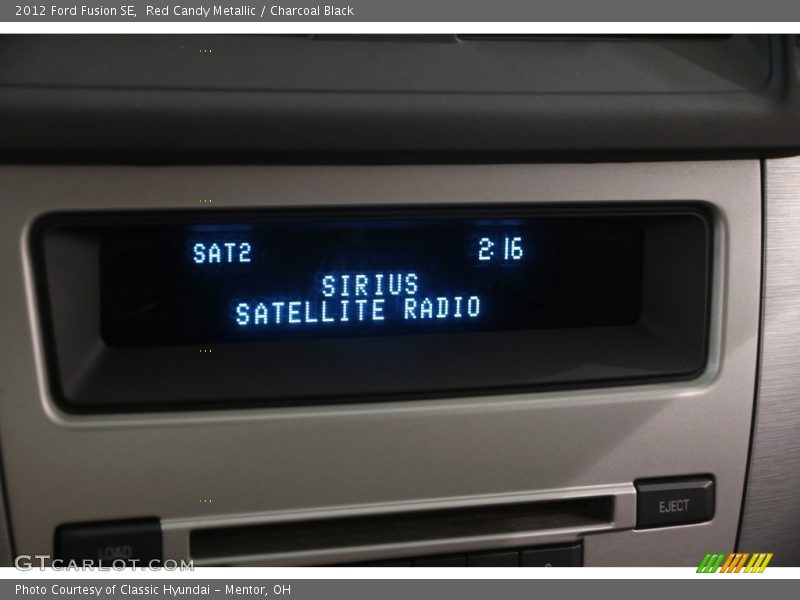 2012 Ford Fusion SE,  Red Candy Metallic / Charcoal Black
SAT2 2:16
SIRIUS
SATELLITE RADIO
EJECT
LOAD
GTCARLOT.COM
Photo Courtesy of Classic Hyundai - Mentor, OH